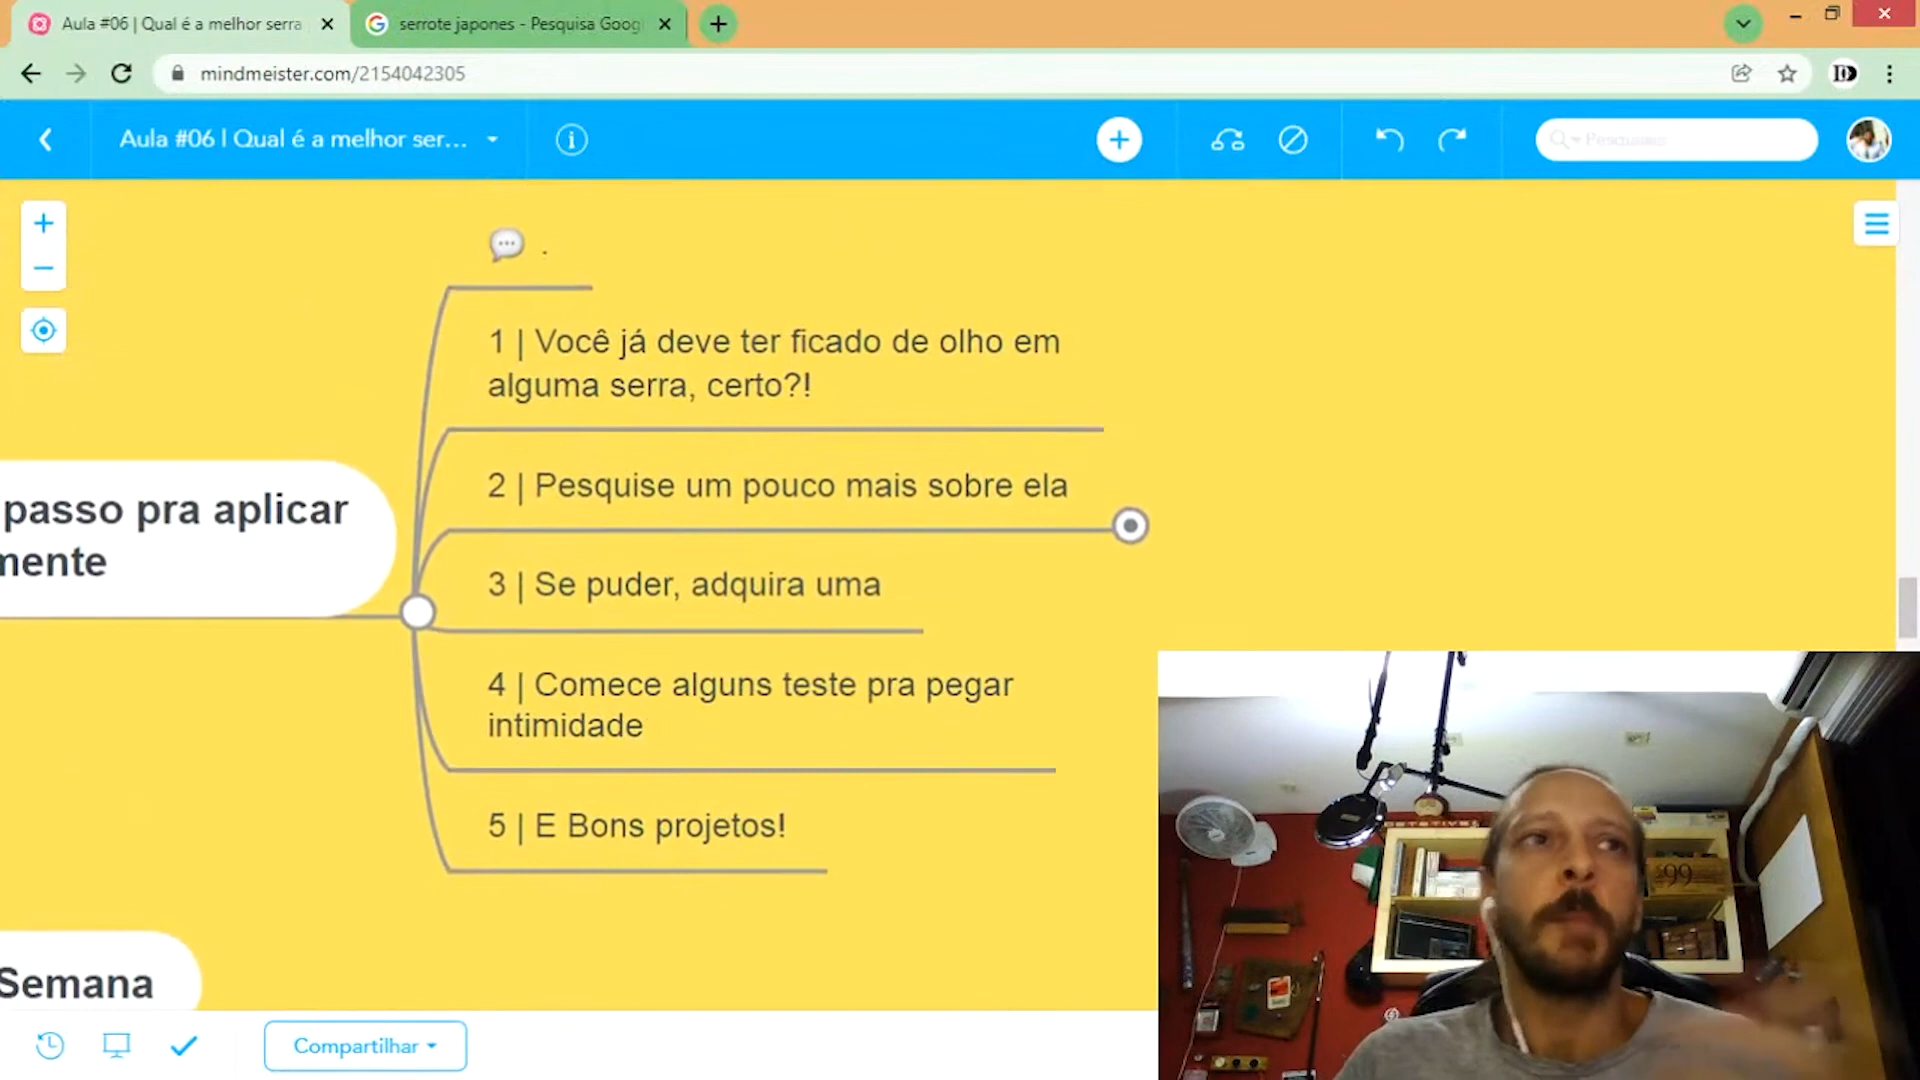 Aula #06 | Qual é a melhor serra
serrote japones - Pesquisa Goog
mindmeister.com/2154042305
Aula #06 | Qual é a melhor ser...
Pesquisar
.
1 | Você já deve ter ficado de olho em
alguma serra, certo?!
2 | Pesquise um pouco mais sobre ela
passo pra aplicar
mente
3 | Se puder, adquira uma
4 | Comece alguns teste pra pegar
intimidade
5 | E Bons projetos!
Semana
Compartilhar
DETETIVE
99